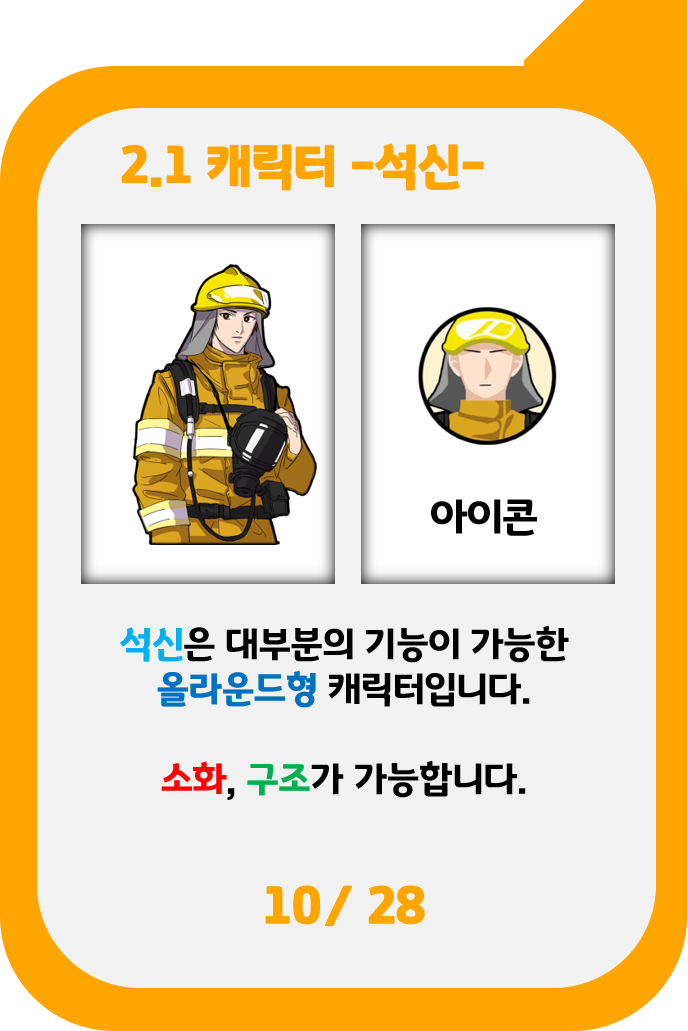 2.1 캐릭터 -석신-
아이콘
석신은 대부분의 기능이 가능한
올라운드형 캐릭터입니다.
소화, 구조가 가능합니다.
10/ 28